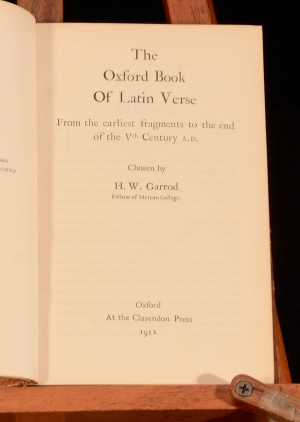 The
Oxford Book
Of Latin Verse
From the earliest fragments to the end
of the Vth Century A.D.
Chosen by
H. W. Garrod
Fellow of Merton College.
Oxford
At the Clarendon Press
1912